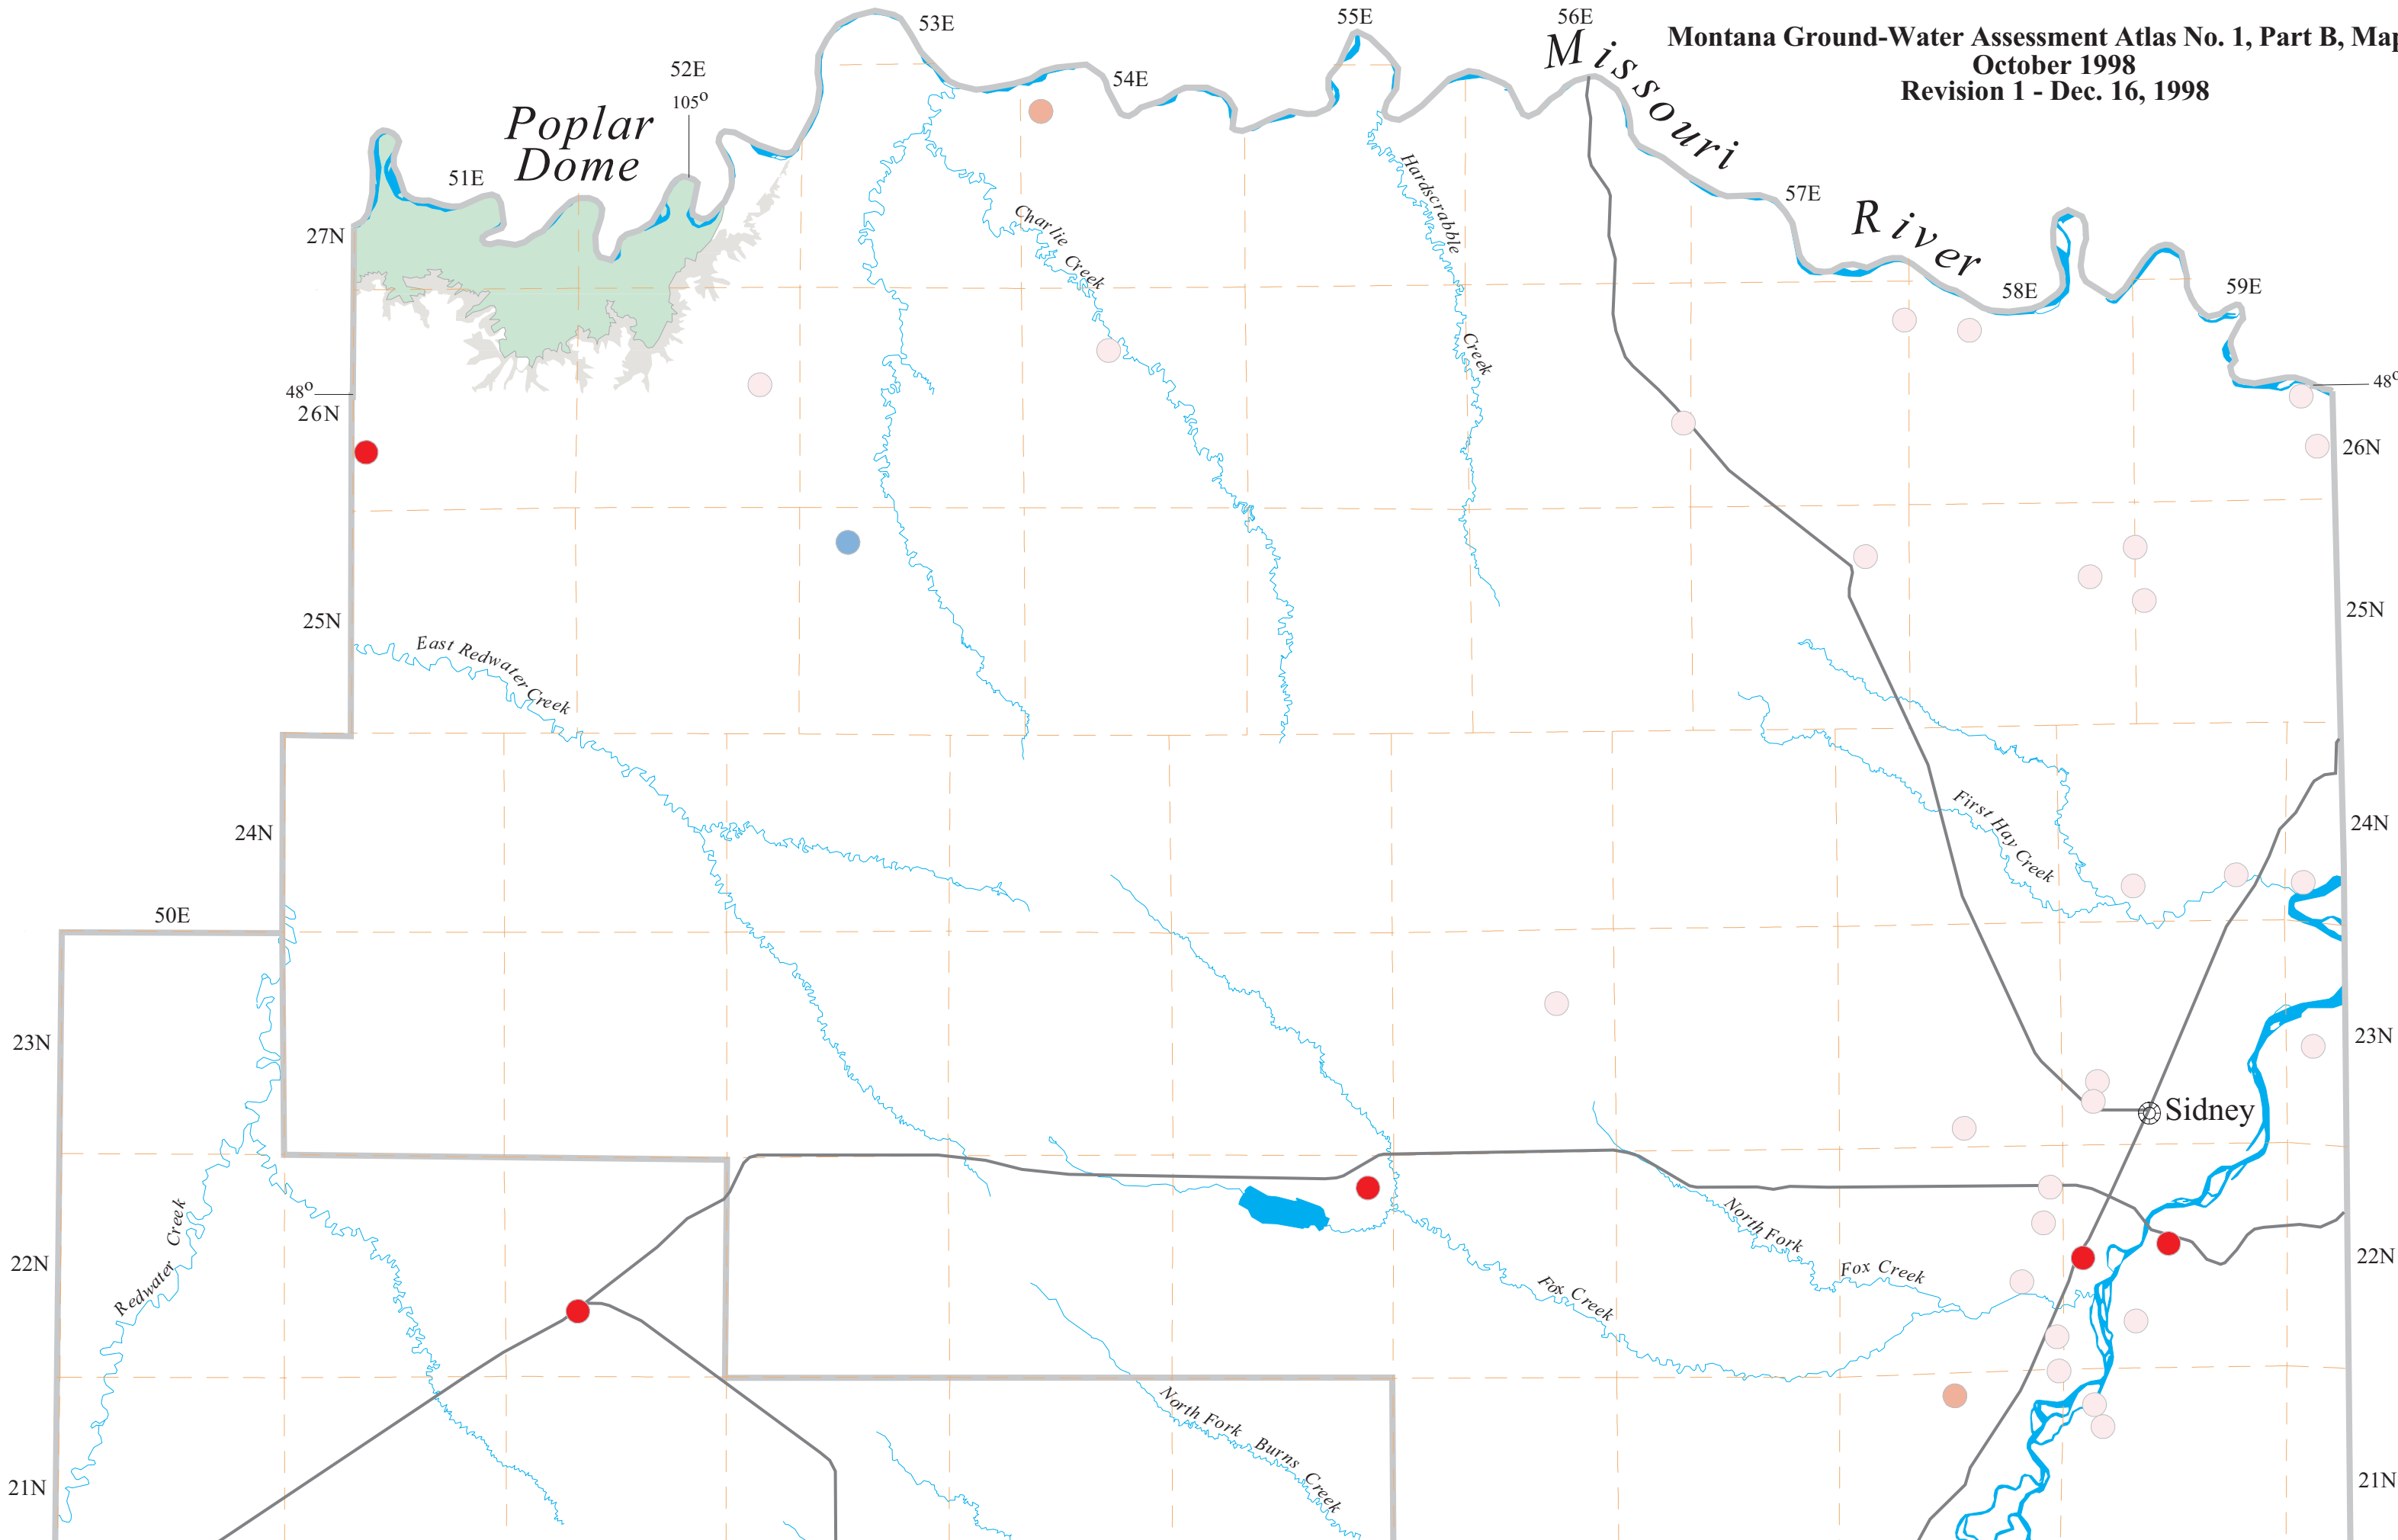 53E
55E
56E
Montana Ground-Water Assessment Atlas No. 1, Part B, Map
October 1998
Revision 1 - Dec. 16, 1998
Missouri
River
52E
105°
54E
Poplar
Dome
51E
57E
27N
58E
59E
Charlie
Creek
Hardscrabble
Creek
48°
48°
26N
26N
25N
25N
East Redwater Creek
24N
24N
First Hay Creek
50E
23N
23N
Sidney
Redwater Creek
North Fork
Fox Creek
Fox Creek
22N
22N
North Fork Burns Creek
21N
21N